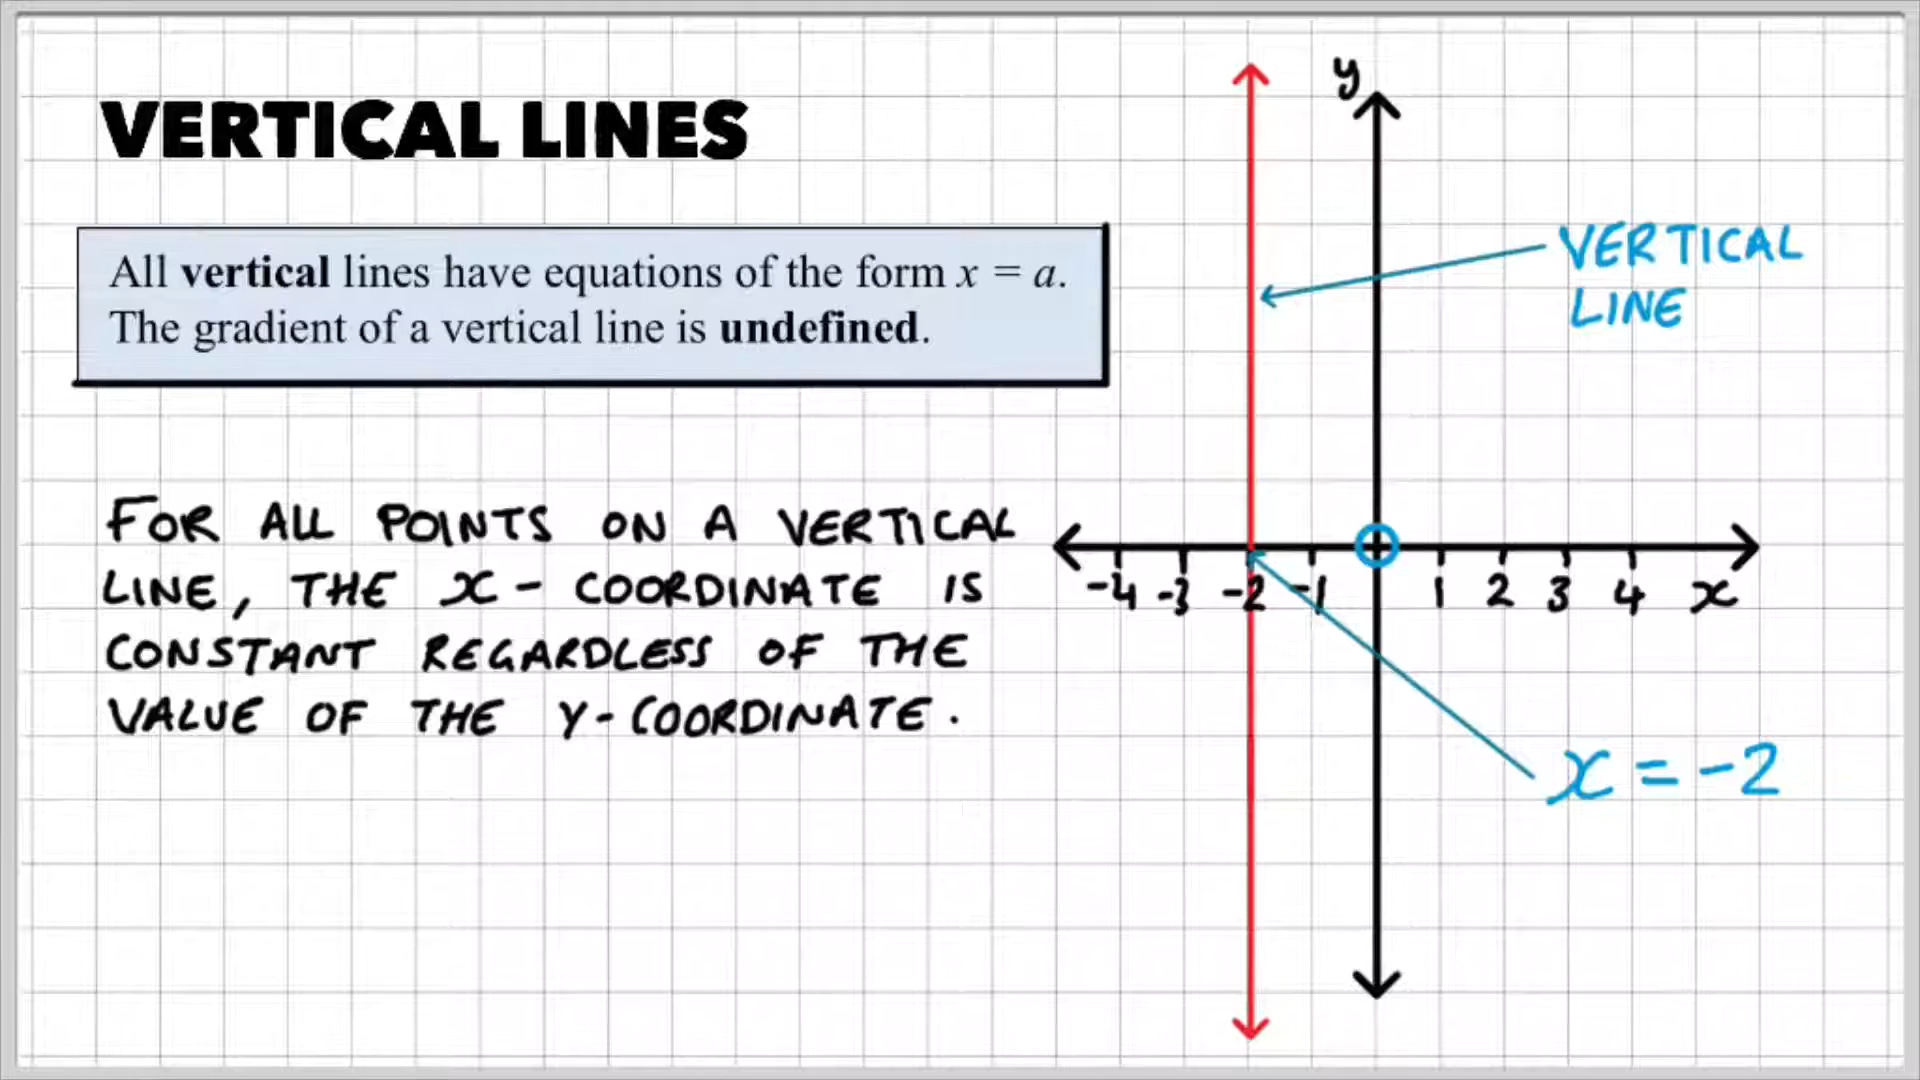 VERTICAL LINES
All vertical lines have equations of the form x = a.
The gradient of a vertical line is undefined.
FOR ALL POINTS ON A VERTICAL
LINE, THE x - COORDINATE IS
CONSTANT REGARDLESS OF THE
VALUE OF THE Y-COORDINATE.
y
VERTICAL
LINE
-4 -3 -2 -1 1 2 3 4 x
x = -2